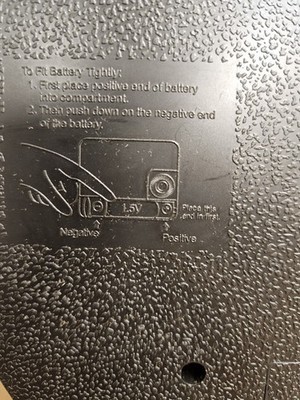 To Fit Battery Tightly;
1. First place positive end of battery
into compartment.
2. Then push down on the negative end
of the battery.
1.5V
Place this
end in first.
Negative
Positive